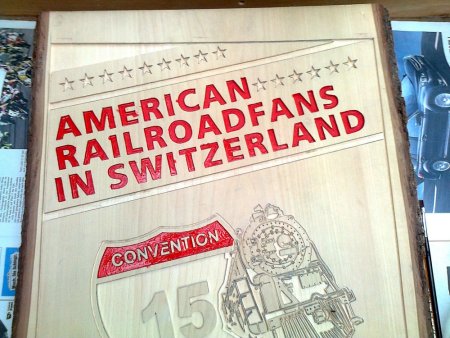 AMERICAN
RAILROADFANS
IN SWITZERLAND
CONVENTION
15